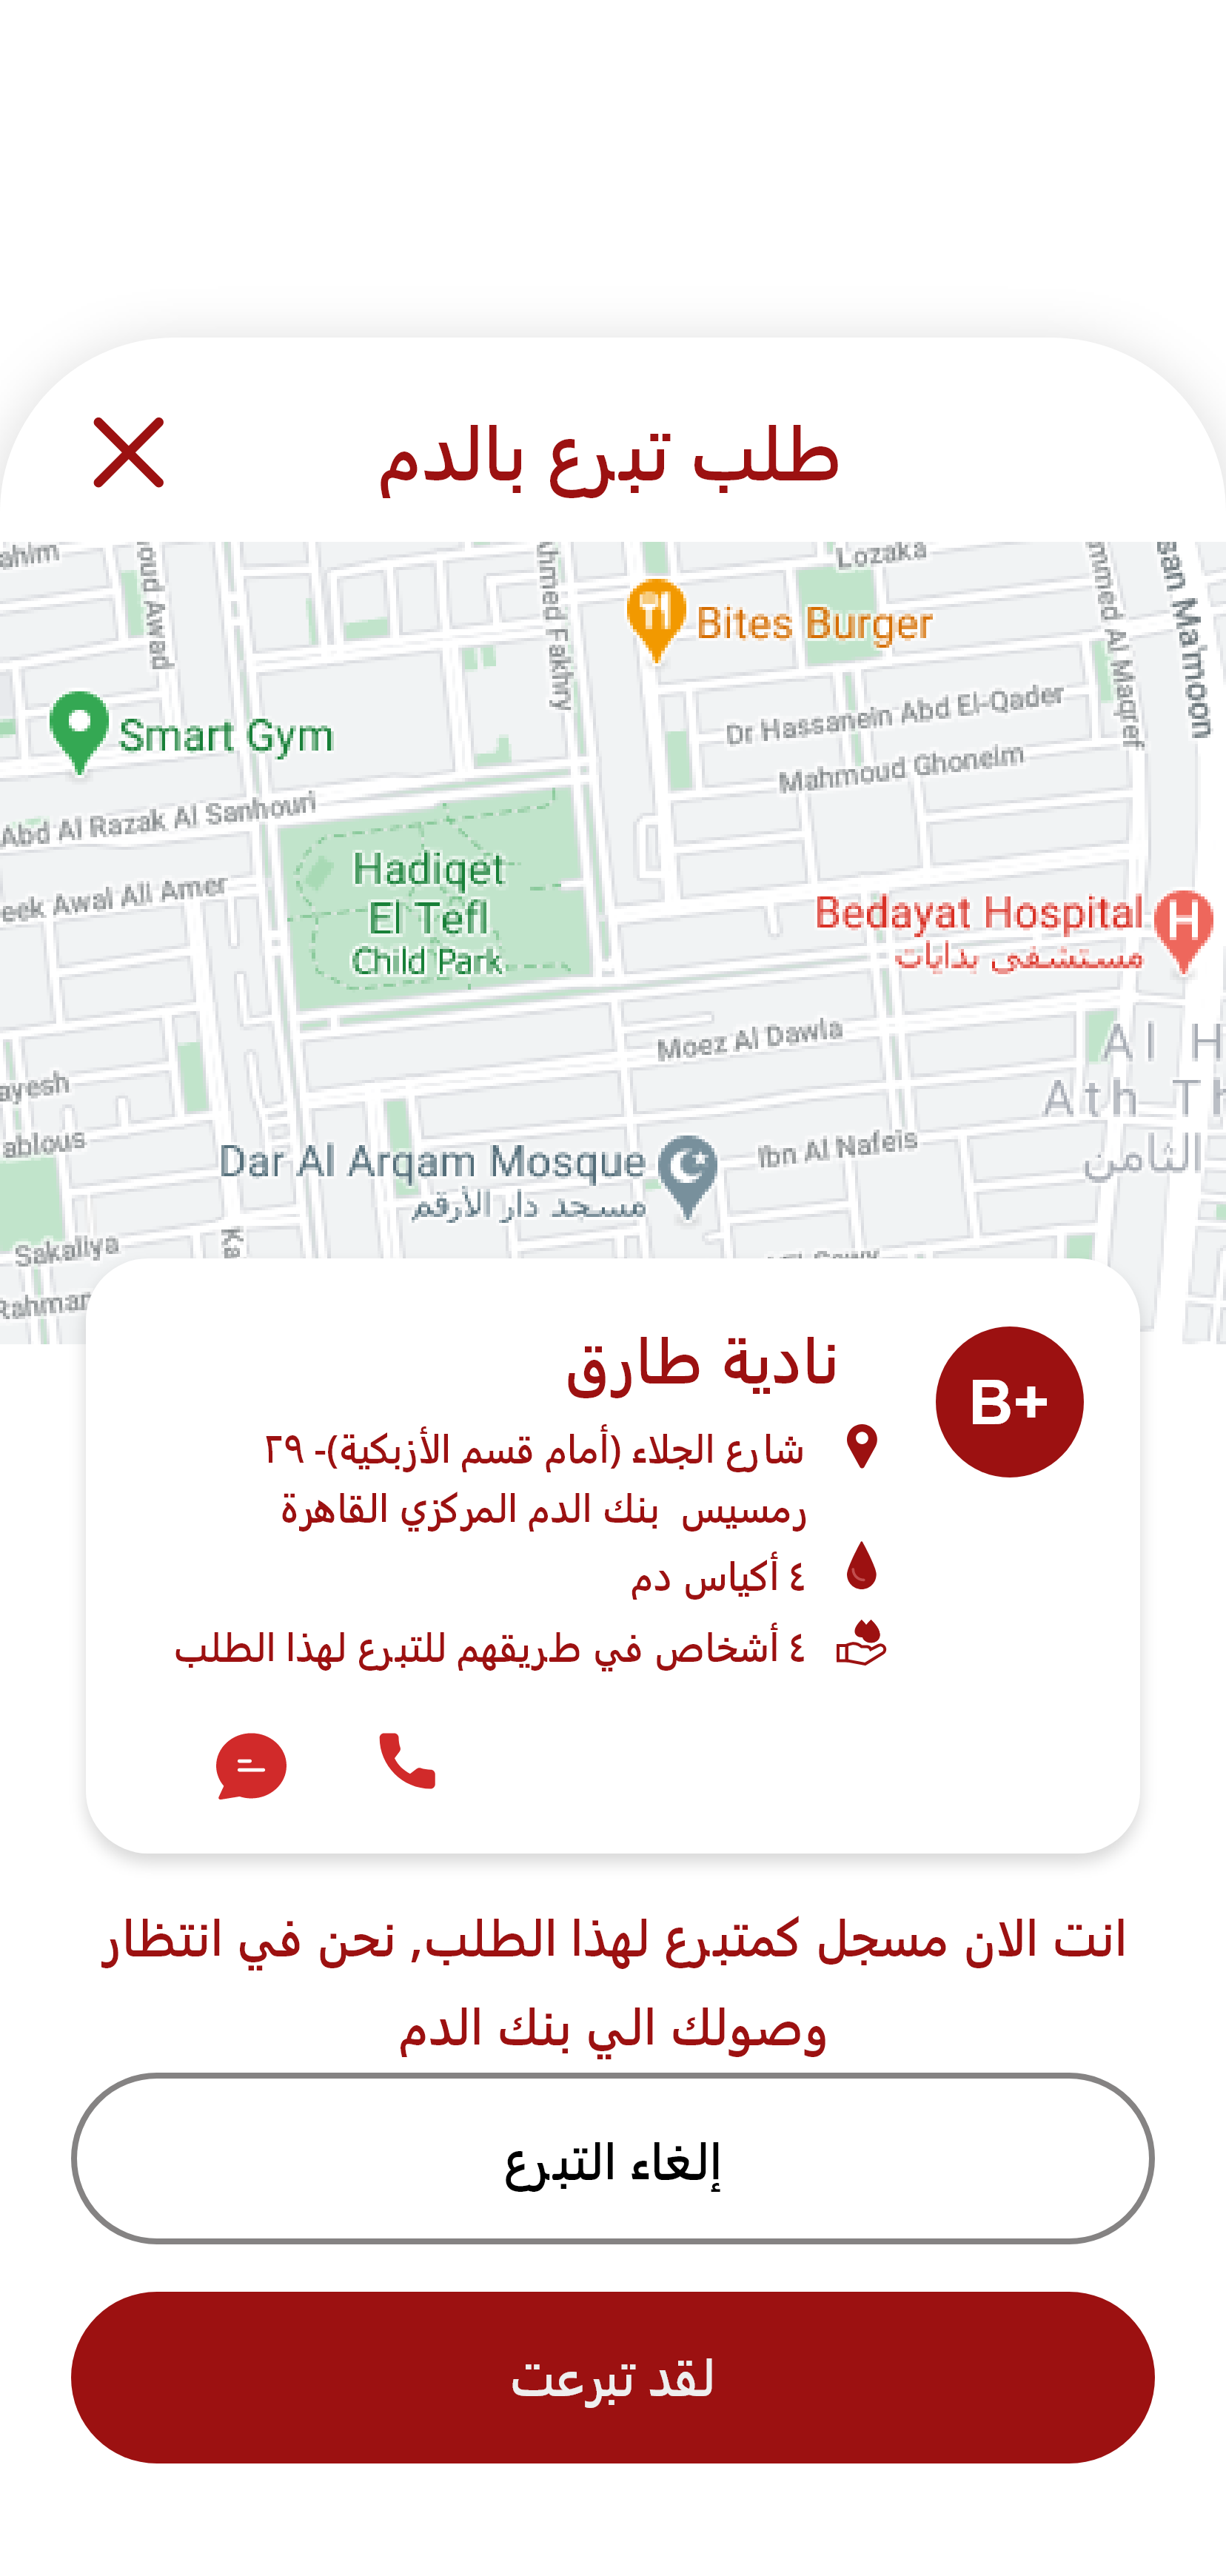 طلب تبرع بالدم
ahim
oud Awad
hmed Fakhry
Lozaka
mmed Al Maqref
san Ma'moon
Bites Burger
Smart Gym
Dr Hassanein Abd El-Qader
Mahmoud Ghoneim
Abd Al Razak Al Sanhouri
eek Awal Ali Amer
Hadiqet
El Tefl
Child Park
Bedayat Hospital
مستشفى بدايات
Moez Al Dawla
Al H
Ath Th
الثامن
ayesh
ablous
Dar Al Arqam Mosque
مسجد دار الأرقم
Ibn Al Nafeis
Sakaliya
Ka
Rahman
نادية طارق
B+
شارع الجلاء (أمام قسم الأزبكية)- ٢٩
رمسيس بنك الدم المركزي القاهرة
٤ أكياس دم
٤ أشخاص في طريقهم للتبرع لهذا الطلب
انت الان مسجل كمتبرع لهذا الطلب, نحن في انتظار
وصولك الي بنك الدم
إلغاء التبرع
لقد تبرعت